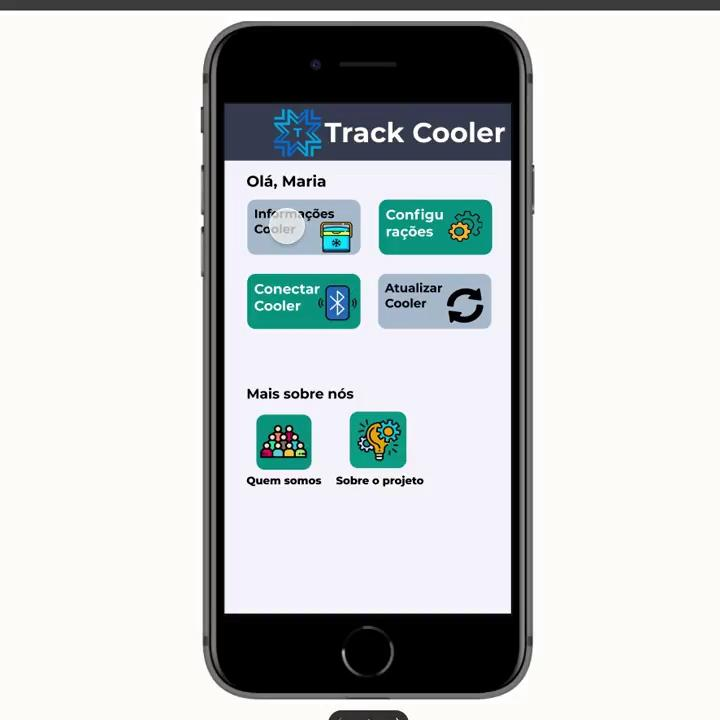 T
Track Cooler
Olá, Maria
Informações
Cooler
Configu
rações
Conectar
Cooler
Atualizar
Cooler
Mais sobre nós
Quem somos
Sobre o projeto